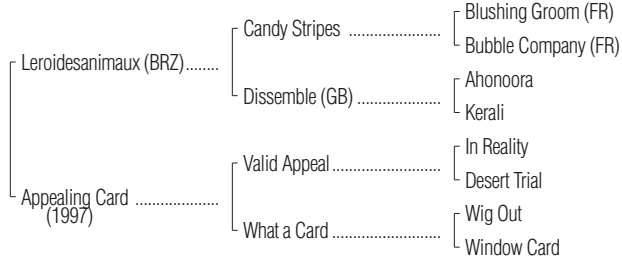 Blushing Groom (FR)
Candy Stripes ....................
Bubble Company (FR)
Leroidesanimaux (BRZ)........
Ahonoora
Dissemble (GB) ..................
Kerali
In Reality
Valid Appeal........................
Desert Trial
Appealing Card ..................
(1997)
Wig Out
What a Card........................
Window Card